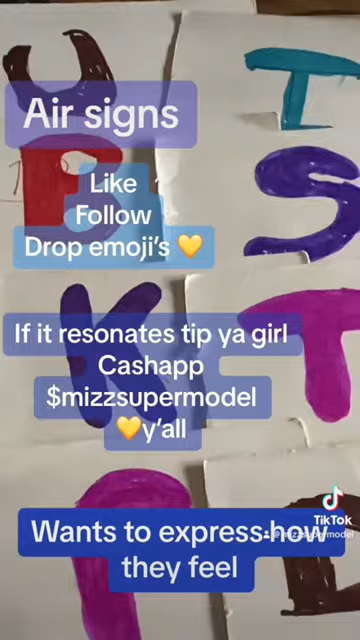 U
I
Air signs
B
S
Like
Follow
Drop emoji's 💛
K
T
If it resonates tip ya girl
Cashapp
$mizzsupermodel
💛y'all
TikTok
@mizzsupermodel
Wants to express how
they feel